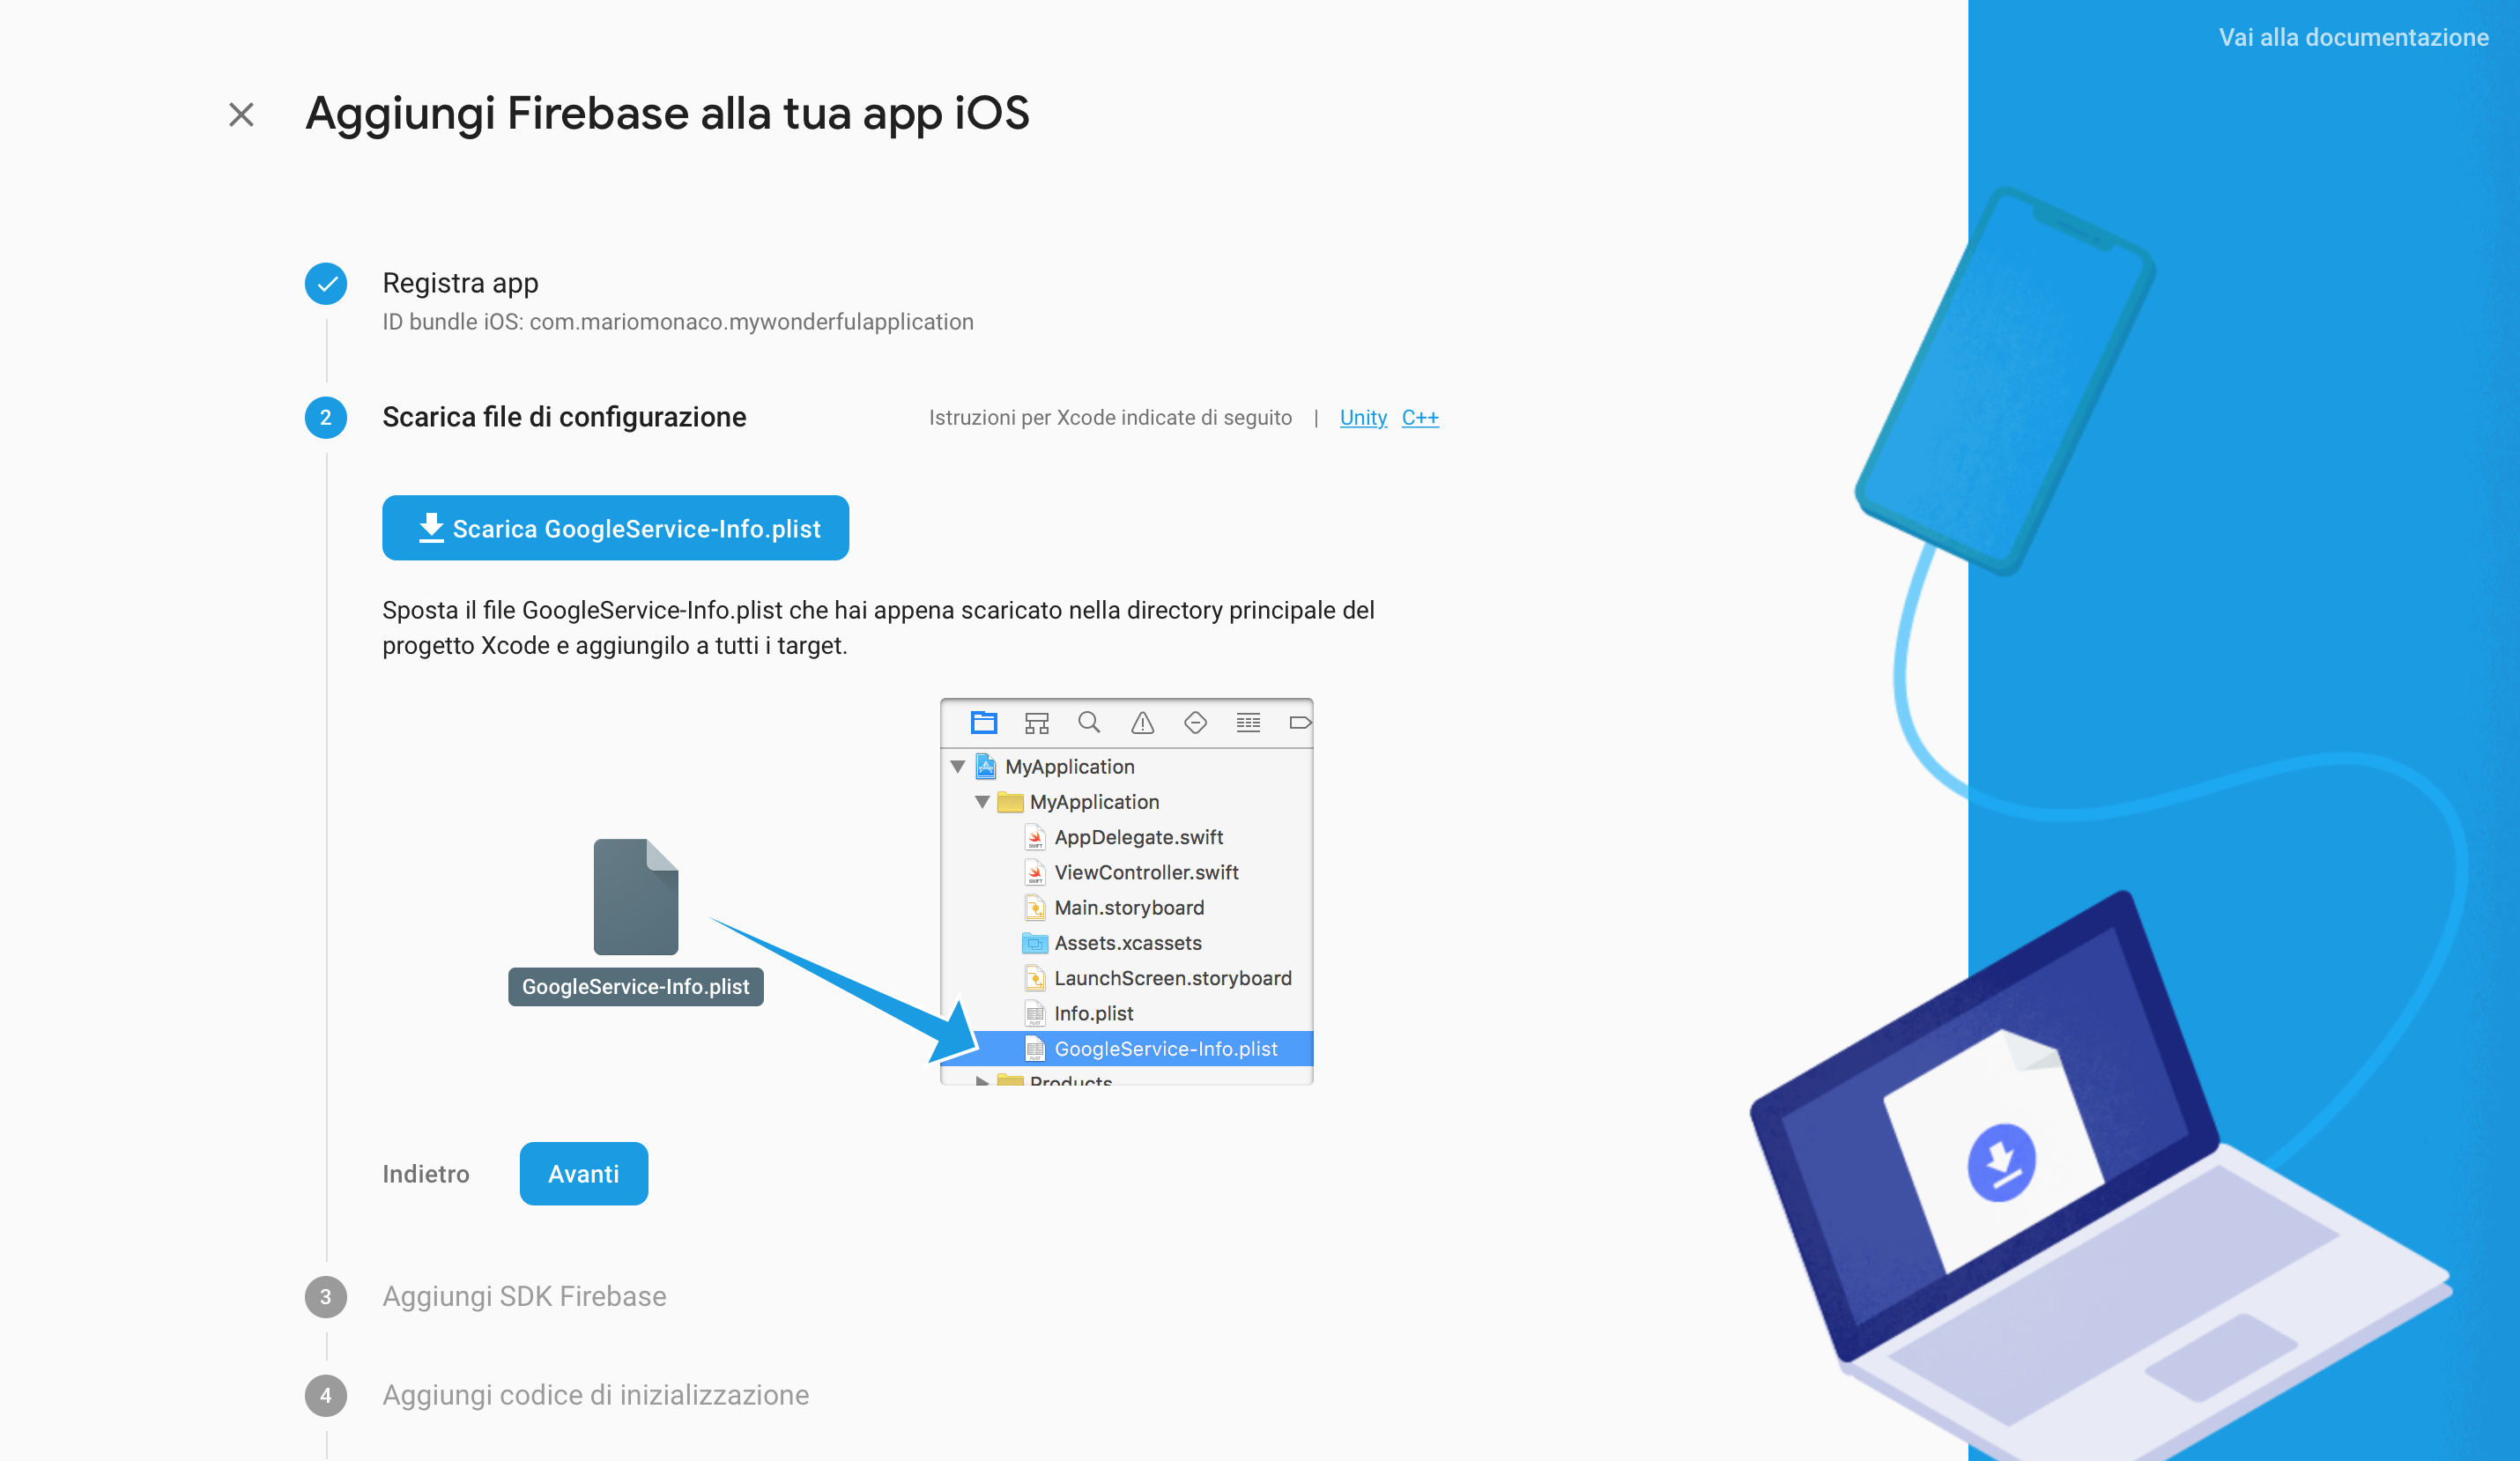 Vai alla documentazione
Aggiungi Firebase alla tua app iOS
Registra app
ID bundle iOS: com.mariomonaco.mywonderfulapplication
2 Scarica file di configurazione Istruzioni per Xcode indicate di seguito | Unity C++
Scarica GoogleService-Info.plist
Sposta il file GoogleService-Info.plist che hai appena scaricato nella directory principale del
progetto Xcode e aggiungilo a tutti i target.
GoogleService-Info.plist
MyApplication
MyApplication
AppDelegate.swift
ViewController.swift
Main.storyboard
Assets.xcassets
LaunchScreen.storyboard
Info.plist
GoogleService-Info.plist
Products
Indietro Avanti
3 Aggiungi SDK Firebase
4 Aggiungi codice di inizializzazione